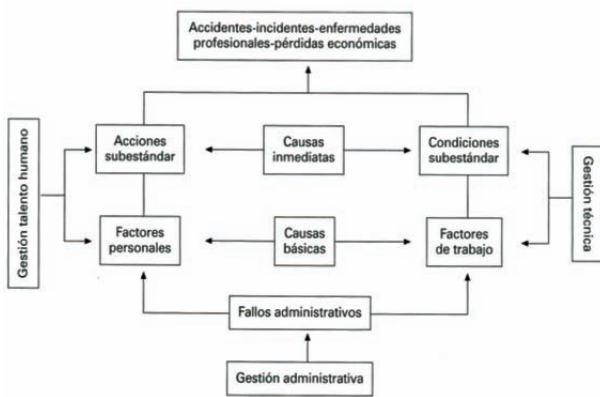 Accidentes-incidentes-enfermedades
profesionales-pérdidas económicas
Gestión talento humano
Acciones
subestándar
Causas
inmediatas
Condiciones
subestándar
Gestión técnica
Factores
personales
Causas
básicas
Factores
de trabajo
Fallos administrativos
Gestión administrativa